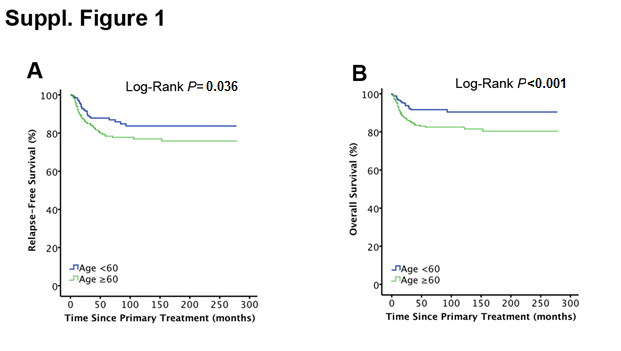 Suppl. Figure 1
A
Log-Rank P= 0.036
Relapse-Free Survival (%)
100
80
60
40
20
0
Age <60
Age ≥60
0 50 100 150 200 250 300
Time Since Primary Treatment (months)
B
Log-Rank P<0.001
Overall Survival (%)
100
80
60
40
20
0
Age <60
Age ≥60
0 50 100 150 200 250 300
Time Since Primary Treatment (months)